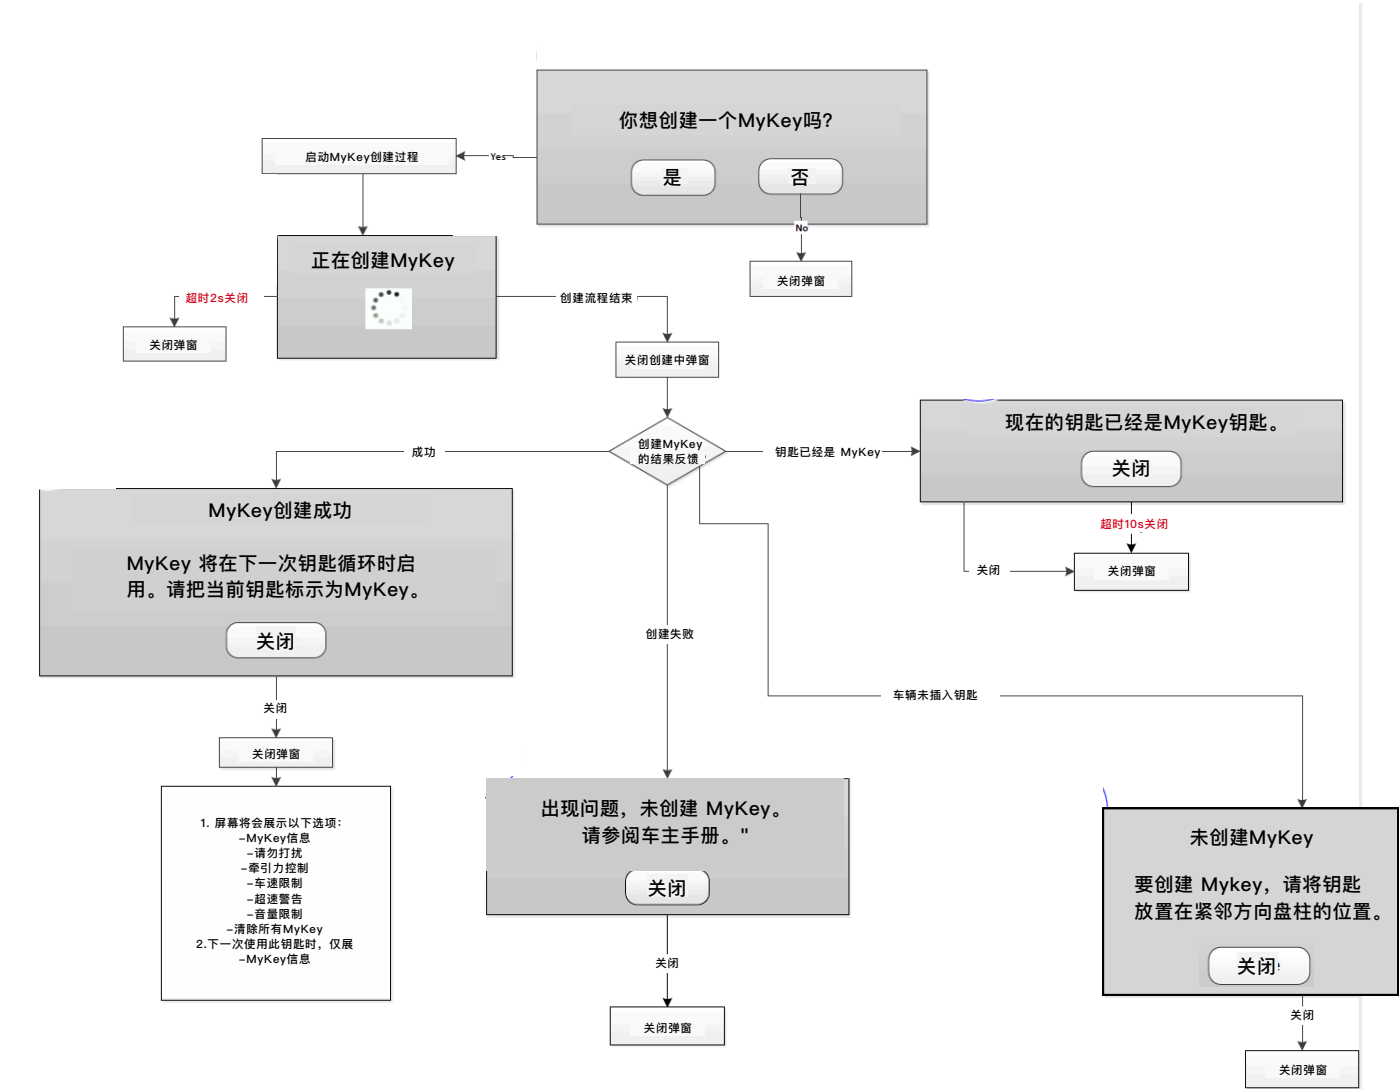 你想创建一个MyKey吗?
是
否
Yes
启动MyKey创建过程
No
关闭弹窗
正在创建MyKey
超时2s关闭
关闭弹窗
创建流程结束
关闭创建中弹窗
创建MyKey
的结果反馈
成功
钥匙已经是 MyKey
现在的钥匙已经是MyKey钥匙。
关闭
超时10s关闭
关闭
关闭弹窗
MyKey创建成功
MyKey 将在下一次钥匙循环时启
用。请把当前钥匙标示为MyKey。
关闭
关闭
关闭弹窗
1. 屏幕将会展示以下选项：
-MyKey信息
-请勿打扰
-牵引力控制
-车速限制
-超速警告
-音量限制
-清除所有MyKey
2.下一次使用此钥匙时，仅展
-MyKey信息
创建失败
车辆未插入钥匙
出现问题，未创建 MyKey。
请参阅车主手册。"
关闭
关闭
关闭弹窗
未创建MyKey
要创建 Mykey，请将钥匙
放置在紧邻方向盘柱的位置。
关闭
关闭
关闭弹窗